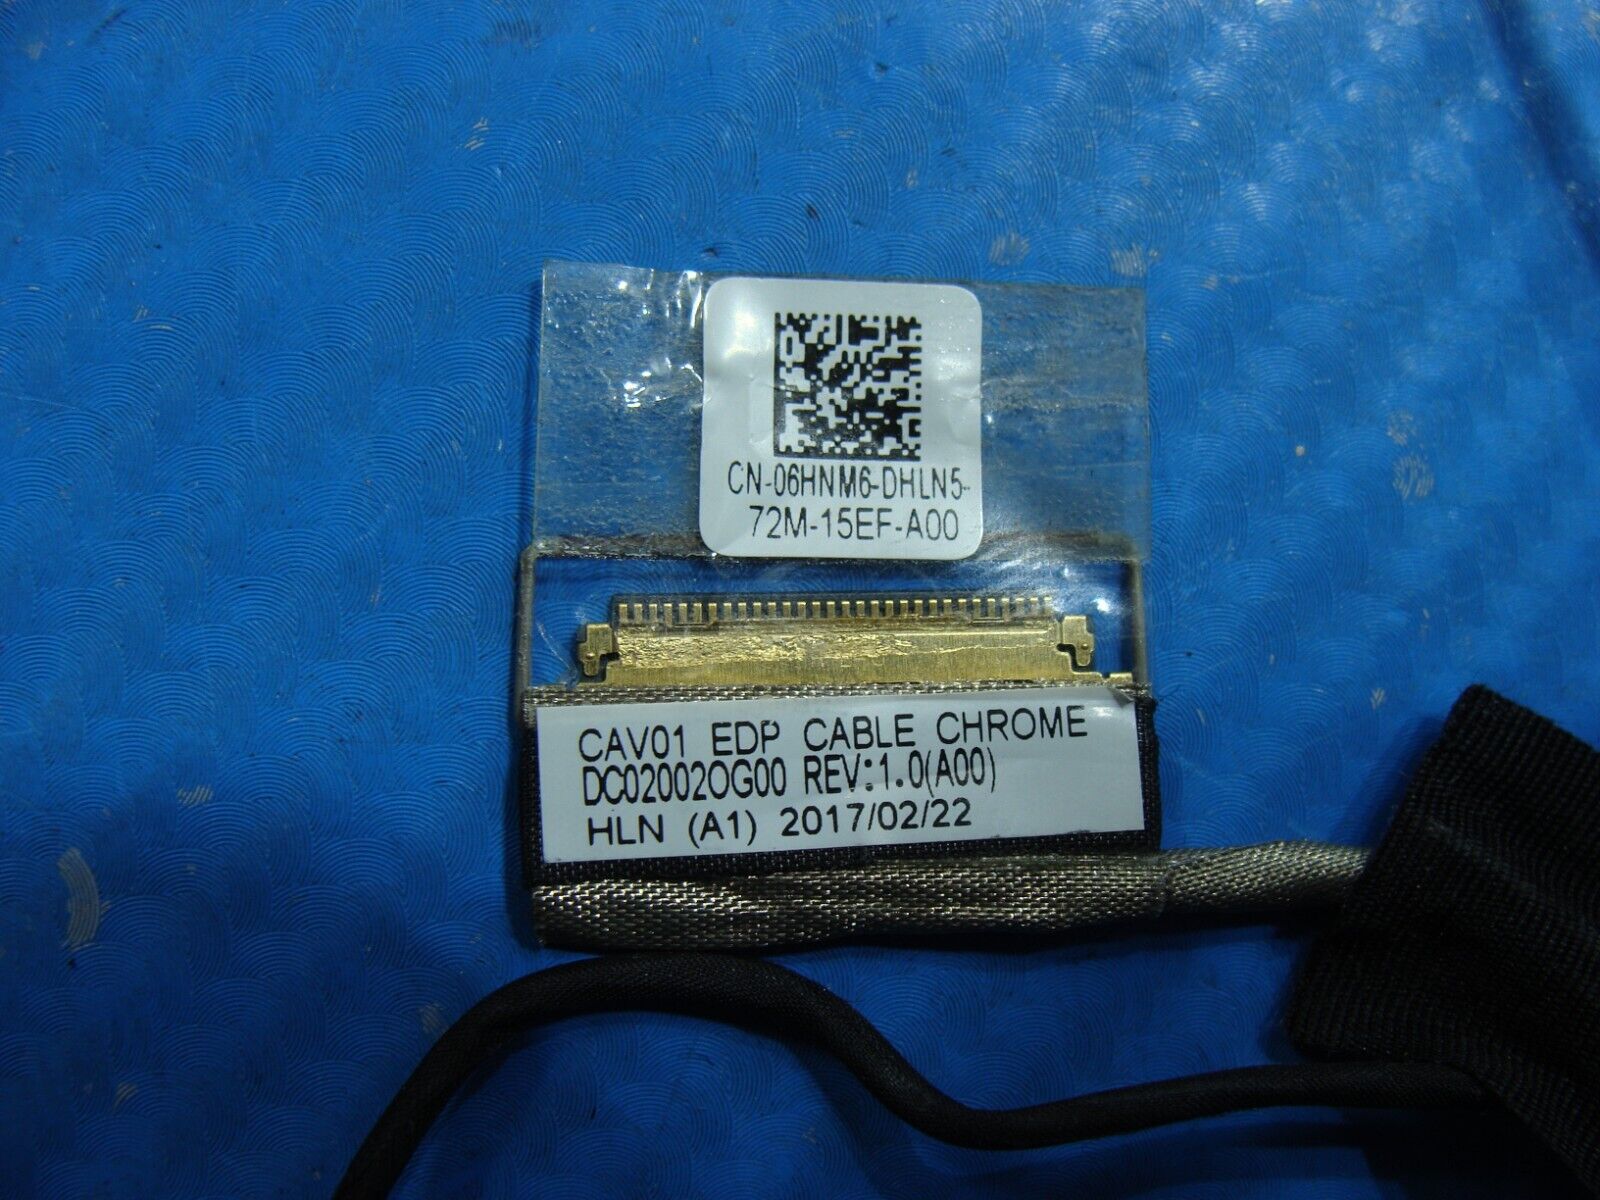 CN-06HNM6-DHLN5-
72M-15EF-A00
CAV01 EDP CABLE CHROME
DC02002OG00 REV:1.0(A00)
HLN (A1) 2017/02/22